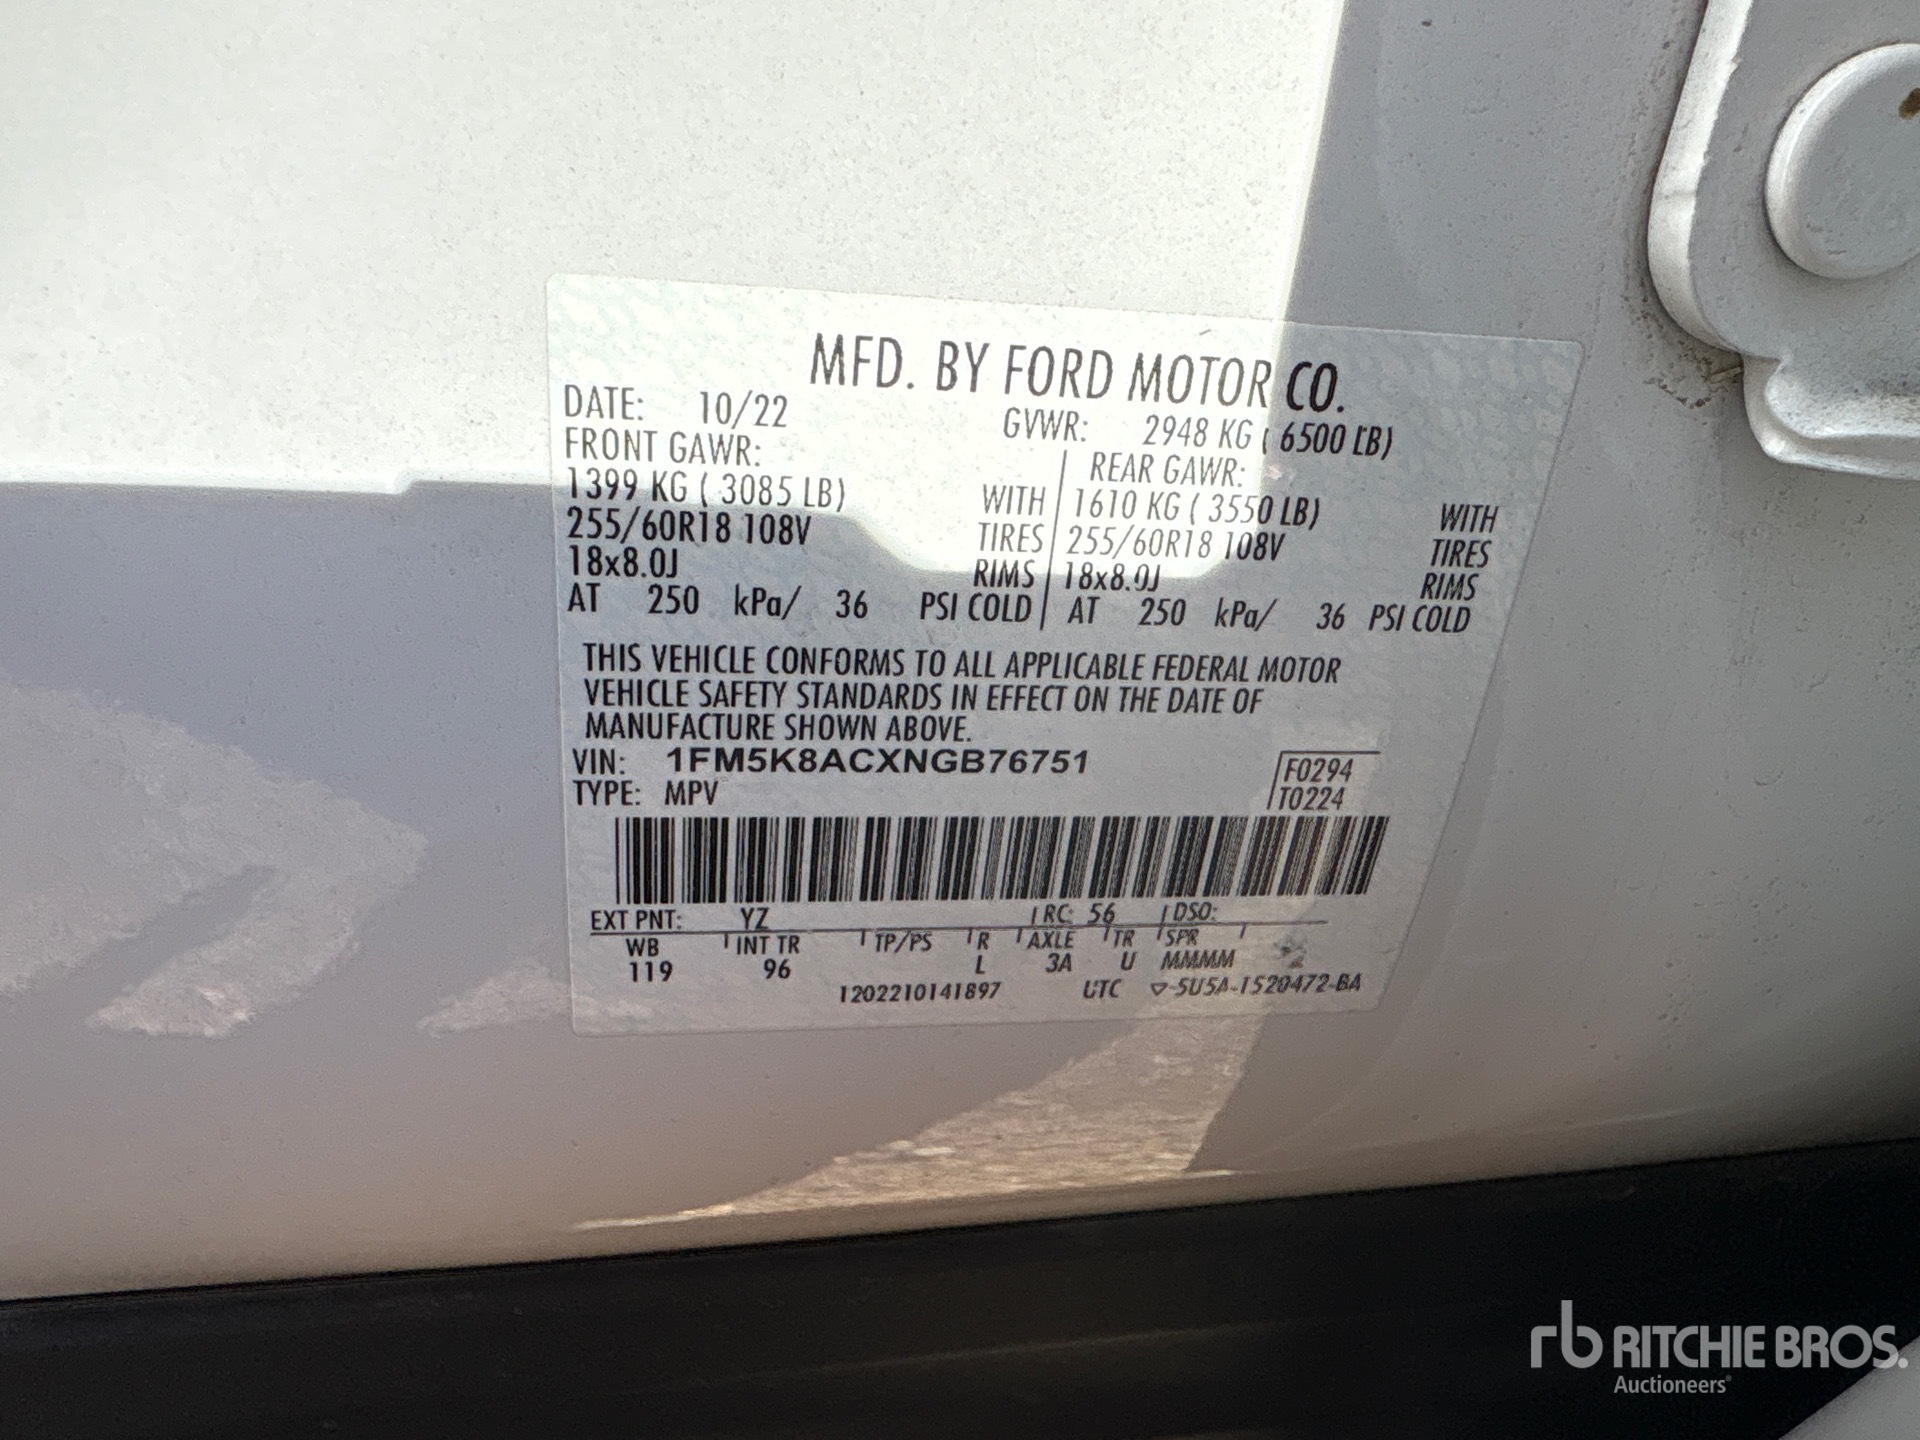 MFD. BY FORD MOTOR CO.
DATE: 10/22 GVWR: 2948 KG ( 6500 LB)
FRONT GAWR: REAR GAWR:
1399 KG ( 3085 LB) WITH 1610 KG ( 3550 LB) WITH
255/60R18 108V TIRES 255/60R18 108V TIRES
18x8.0J RIMS 18x8.0J RIMS
AT 250 kPa/ 36 PSI COLD AT 250 kPa/ 36 PSI COLD
THIS VEHICLE CONFORMS TO ALL APPLICABLE FEDERAL MOTOR
VEHICLE SAFETY STANDARDS IN EFFECT ON THE DATE OF
MANUFACTURE SHOWN ABOVE.
VIN: 1FM5K8ACXNGB76751 F0294
TYPE: MPV T0224
EXT PNT: YZ RC: 56 DSO:
WB INT TR TP/PS R AXLE TR SPR
119 96 L 3A U MMMM
1202210141897 UTC ▽-5U5A-1520472-BA
rb RITCHIE BROS.
Auctioneers®